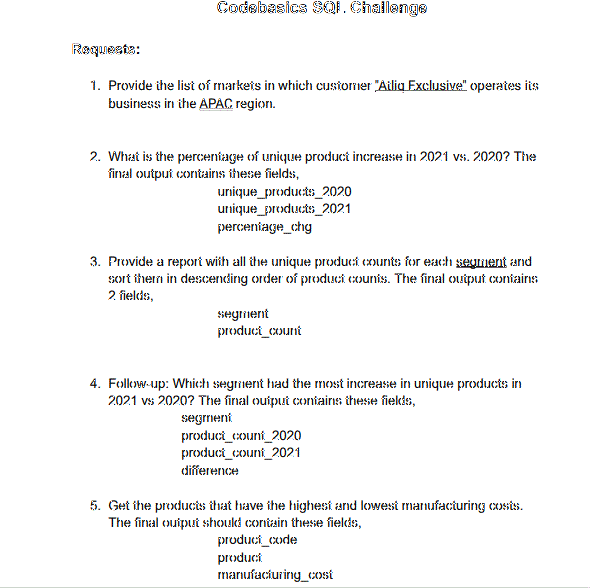 Codebasics SQL Challenge
Requests:
1. Provide the list of markets in which customer "Atliq Exclusive" operates its
business in the APAC region.
2. What is the percentage of unique product increase in 2021 vs. 2020? The
final output contains these fields,
unique_products_2020
unique_products_2021
percentage_chg
3. Provide a report with all the unique product counts for each segment and
sort them in descending order of product counts. The final output contains
2 fields,
segment
product_count
4. Follow-up: Which segment had the most increase in unique products in
2021 vs 2020? The final output contains these fields,
segment
product_count_2020
product_count_2021
difference
5. Get the products that have the highest and lowest manufacturing costs.
The final output should contain these fields,
product_code
product
manufacturing_cost